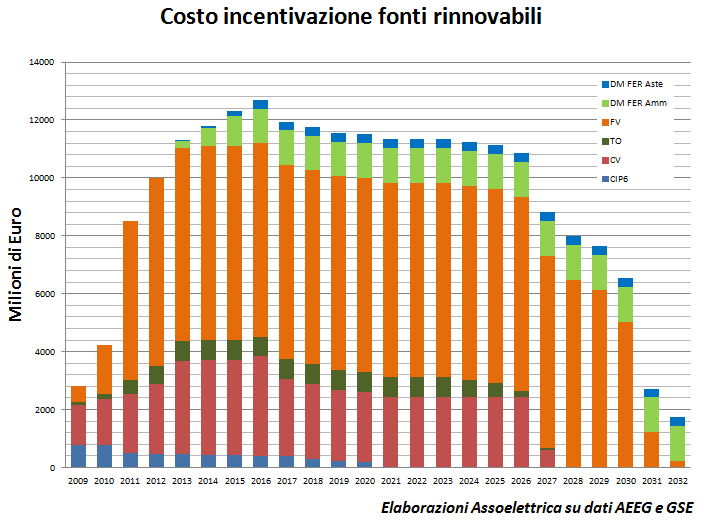 Costo incentivazione fonti rinnovabili
Milioni di Euro
14000
12000
10000
8000
6000
4000
2000
0
DM FER Aste
DM FER Amm
FV
TO
CV
CIP6
2009 2010 2011 2012 2013 2014 2015 2016 2017 2018 2019 2020 2021 2022 2023 2024 2025 2026 2027 2028 2029 2030 2031 2032
Elaborazioni Assoelettrica su dati AEEG e GSE